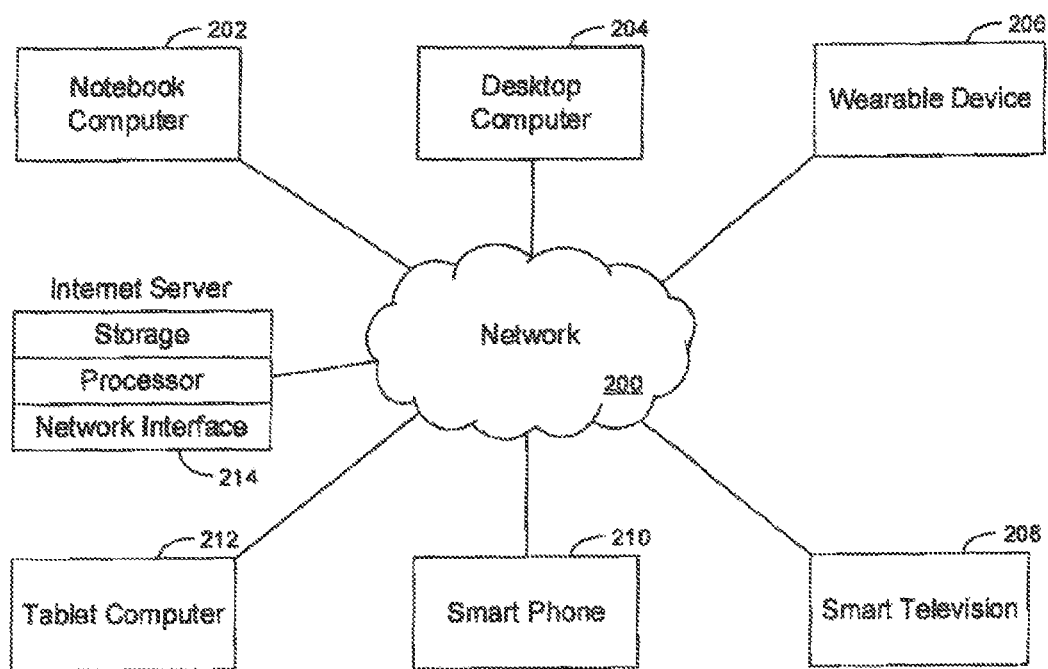 202
Notebook
Computer
204
Desktop
Computer
206
Wearable Device
Internet Server
Storage
Processor
Network Interface
214
Network
200
212
Tablet Computer
210
Smart Phone
208
Smart Television